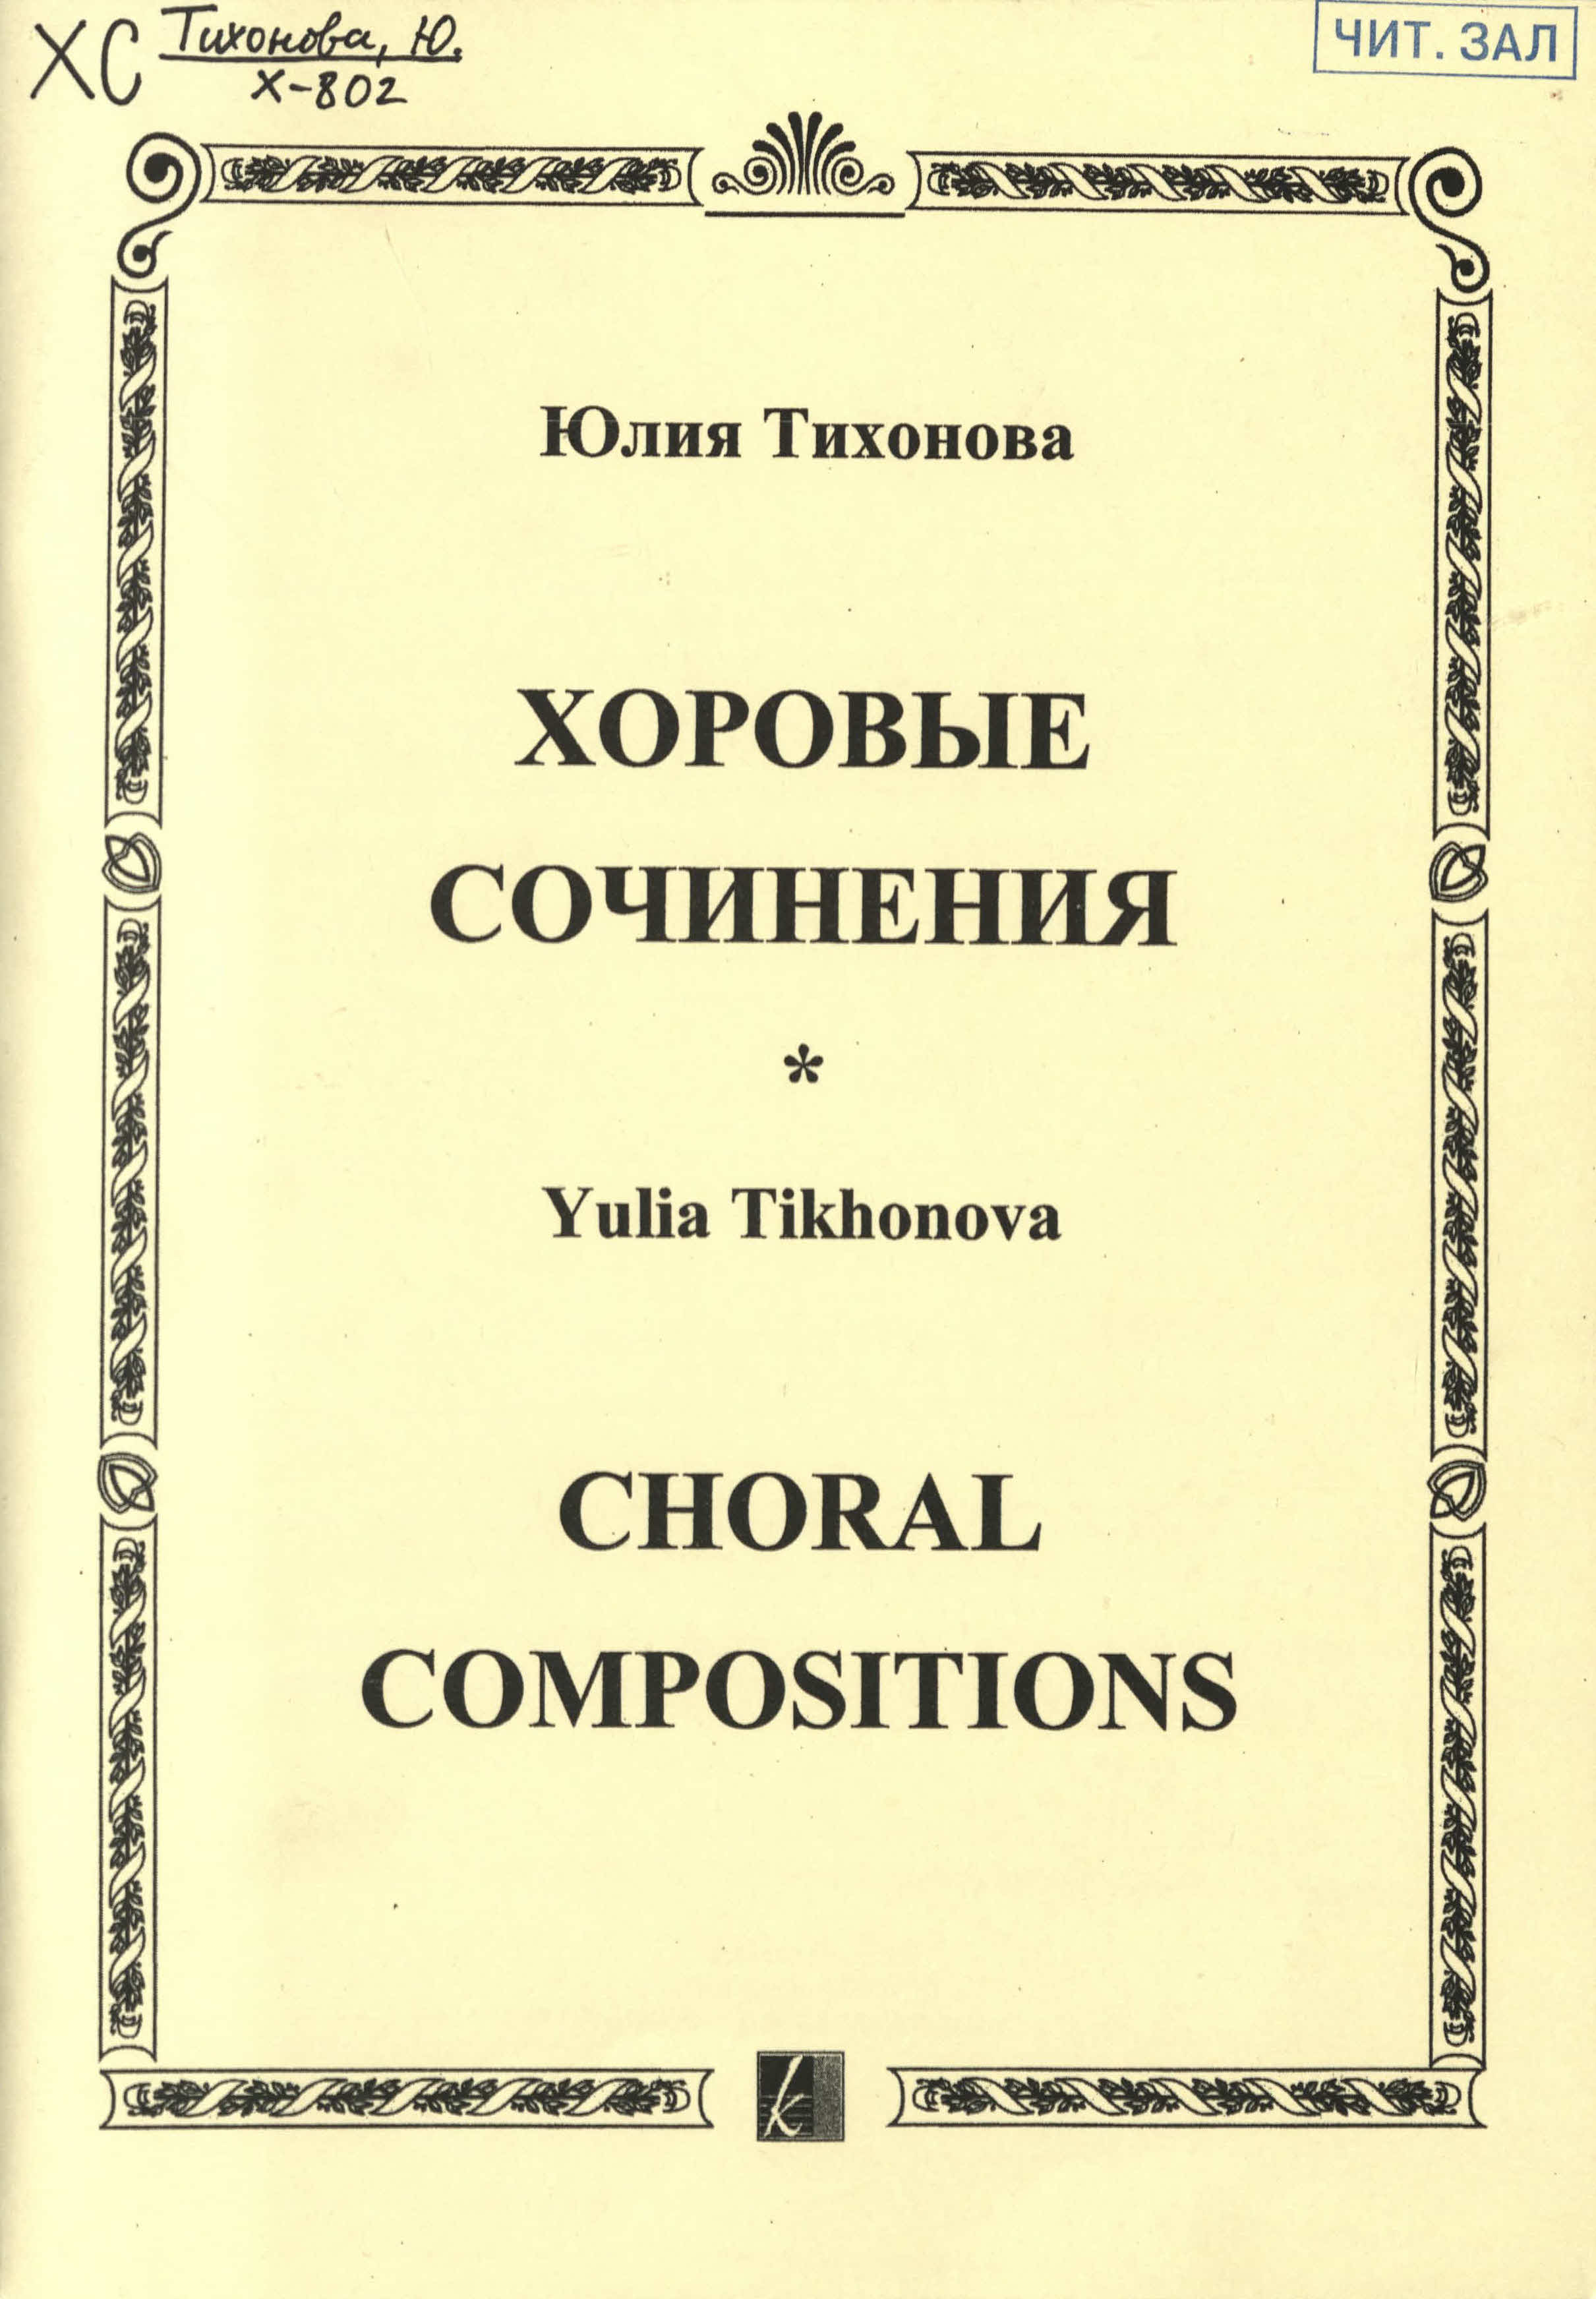 ХС Тихонова, Ю.
Х-802
ЧИТ. ЗАЛ
Юлия Тихонова
ХОРОВЫЕ
СОЧИНЕНИЯ
*
Yulia Tikhonova
CHORAL
COMPOSITIONS
k